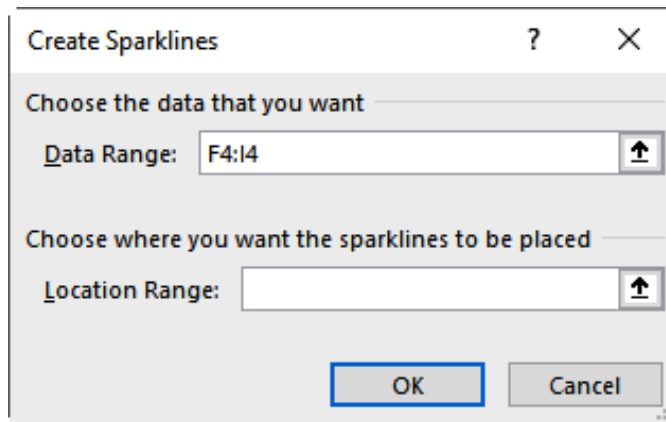 Create Sparklines ?
Choose the data that you want
Data Range: F4:I4
Choose where you want the sparklines to be placed
Location Range:
OK Cancel